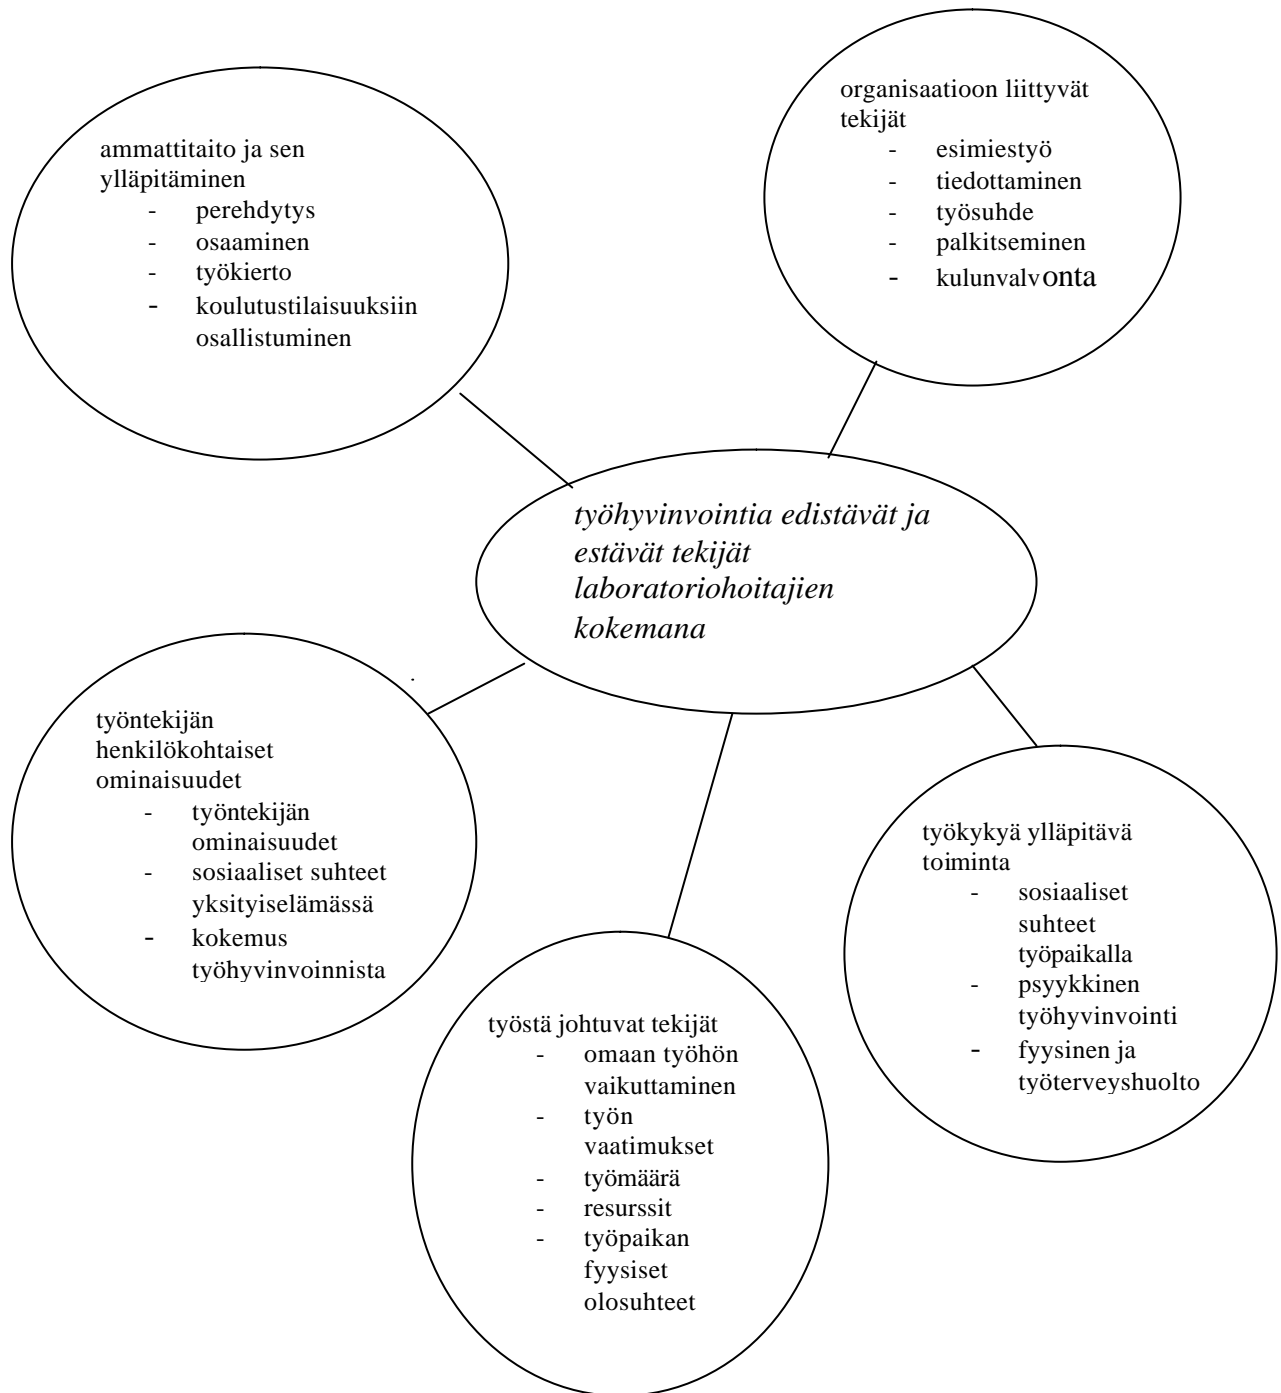 organisaatioon liittyvät
tekijät
- esimiestyö
- tiedottaminen
- työsuhde
- palkitseminen
- kulunvalvonta
ammattitaito ja sen
ylläpitäminen
- perehdytys
- osaaminen
- työkierto
- koulutustilaisuuksiin
osallistuminen
työhyvinvointia edistävät ja
estävät tekijät
laboratoriohoitajien
kokemana
työntekijän
henkilökohtaiset
ominaisuudet
- työntekijän
ominaisuudet
- sosiaaliset suhteet
yksityiselämässä
- kokemus
työhyvinvoinnista
työkykyä ylläpitävä
toiminta
- sosiaaliset
suhteet
työpaikalla
- psyykkinen
työhyvinvointi
- fyysinen ja
työterveyshuolto
työstä johtuvat tekijät
- omaan työhön
vaikuttaminen
- työn
vaatimukset
- työmäärä
- resurssit
- työpaikan
fyysiset
olosuhteet